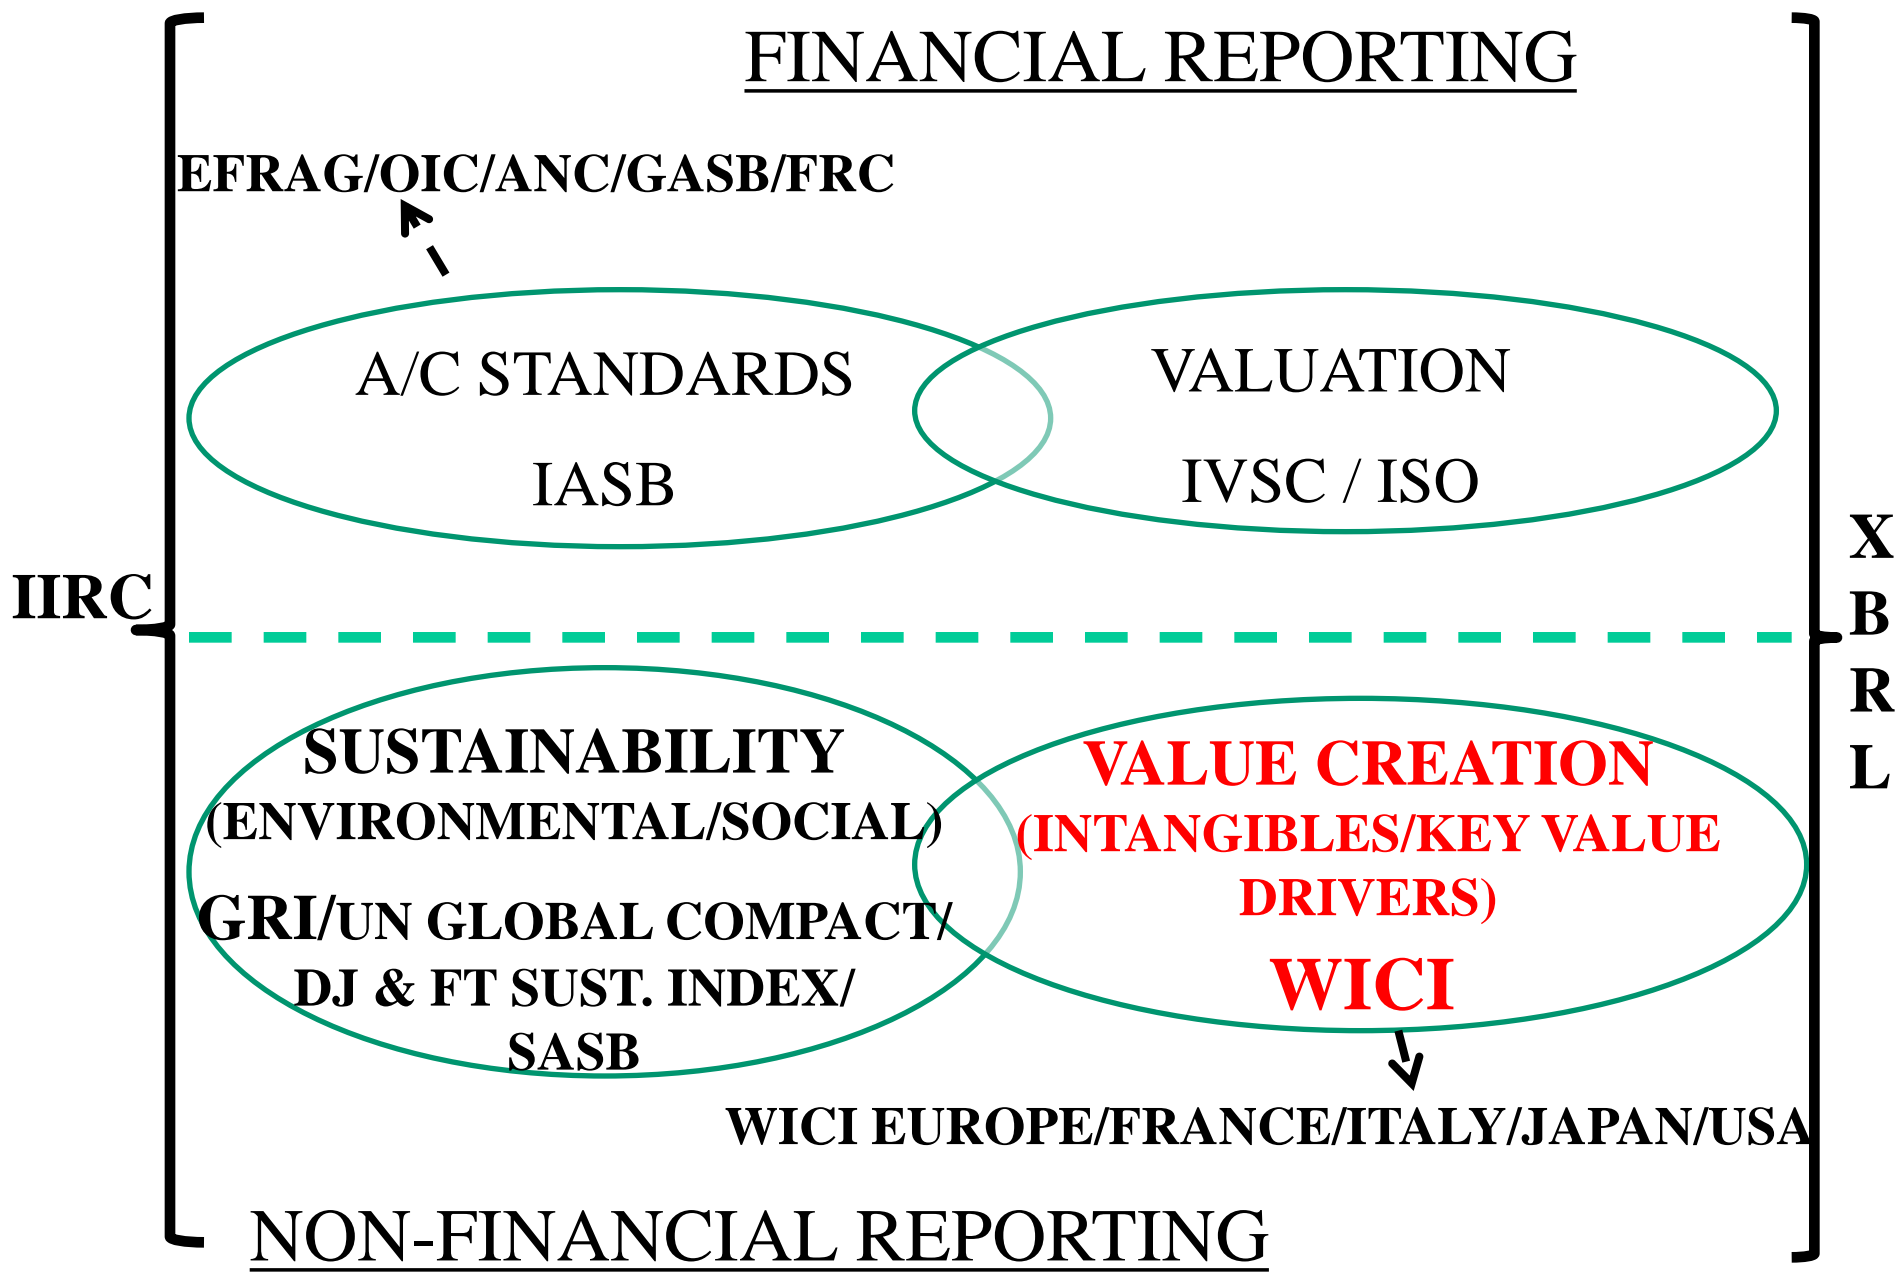 FINANCIAL REPORTING
EFRAG/OIC/ANC/GASB/FRC
A/C STANDARDS
IASB
VALUATION
IVSC / ISO
IIRC
X
B
R
L
SUSTAINABILITY
(ENVIRONMENTAL/SOCIAL)
GRI/UN GLOBAL COMPACT/
DJ & FT SUST. INDEX/
SASB
VALUE CREATION
(INTANGIBLES/KEY VALUE
DRIVERS)
WICI
WICI EUROPE/FRANCE/ITALY/JAPAN/USA
NON-FINANCIAL REPORTING